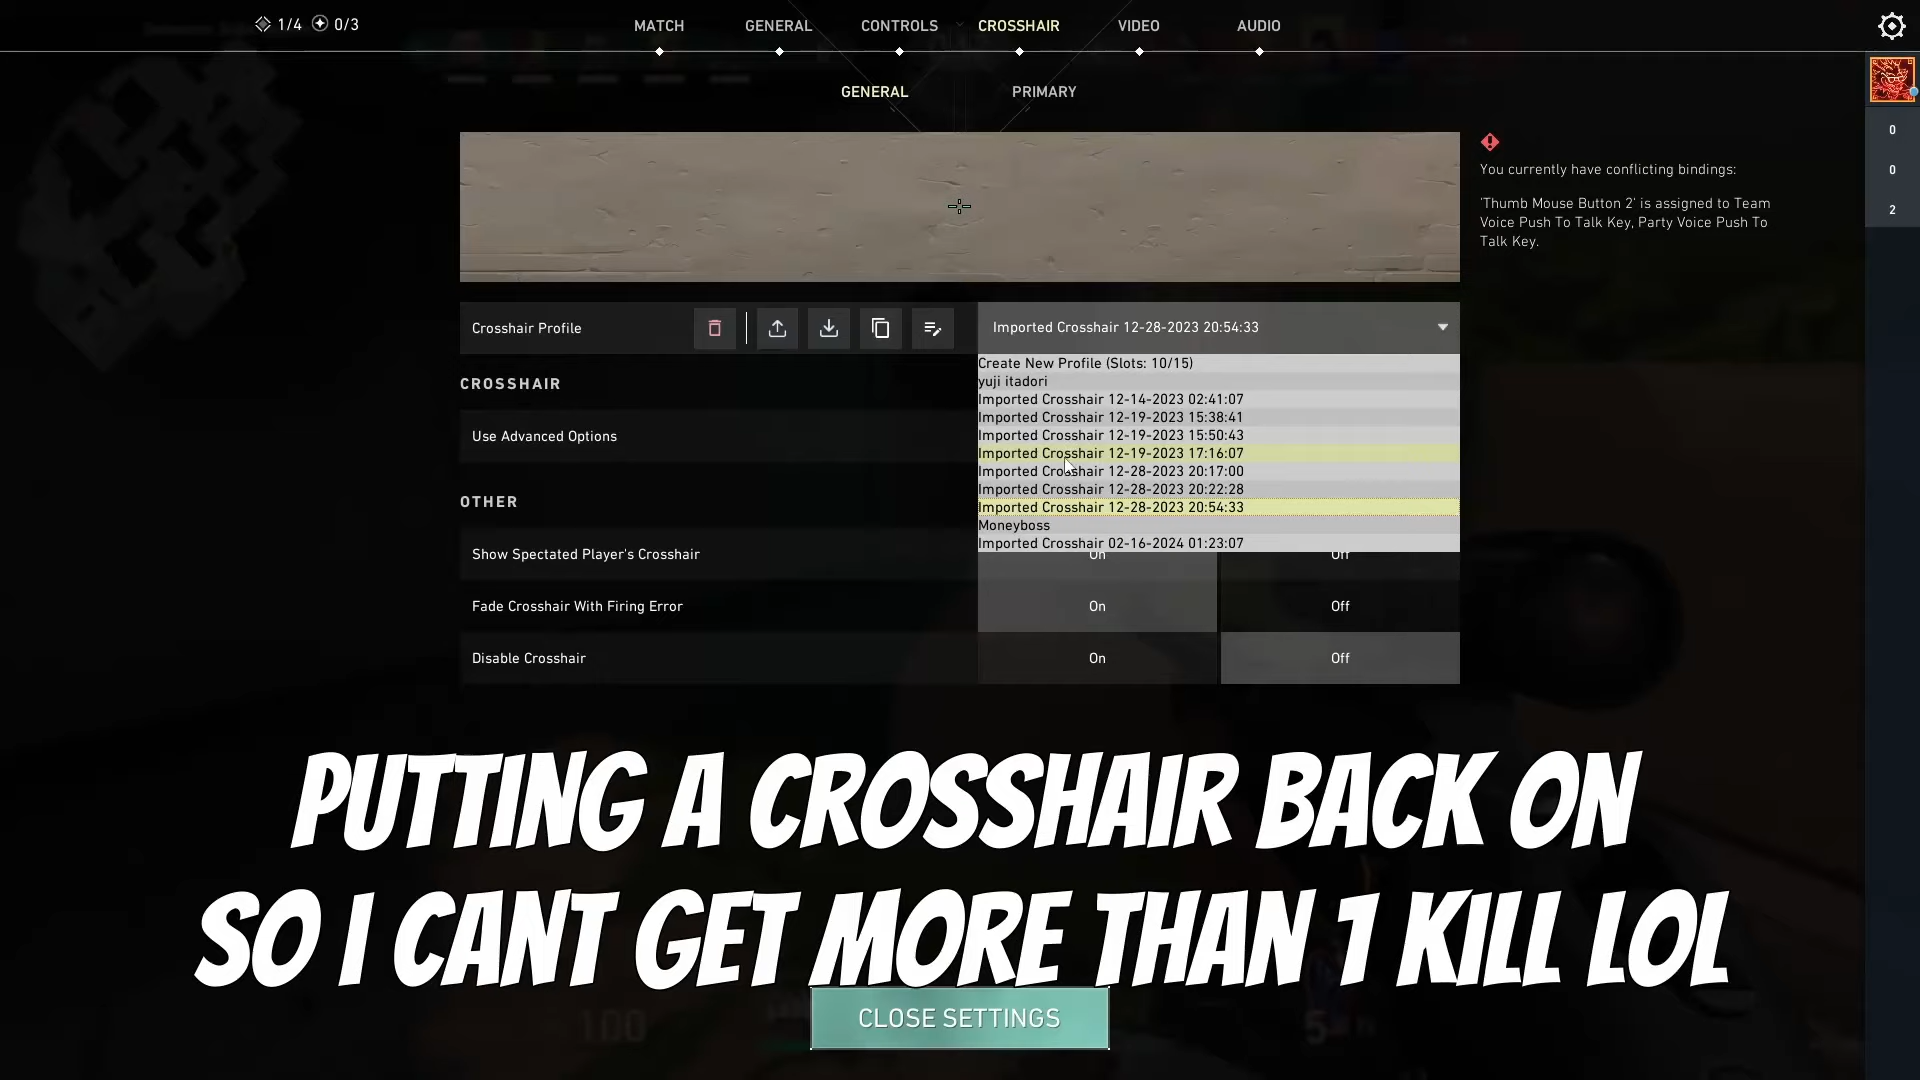 1/4 0/3
MATCH
GENERAL
CONTROLS
CROSSHAIR
VIDEO
AUDIO
GENERAL
PRIMARY
You currently have conflicting bindings:
'Thumb Mouse Button 2' is assigned to Team
Voice Push To Talk Key, Party Voice Push To
Talk Key.
0
0
2
Crosshair Profile
Imported Crosshair 12-28-2023 20:54:33
Create New Profile (Slots: 10/15)
yuji itadori
Imported Crosshair 12-14-2023 02:41:07
Imported Crosshair 12-19-2023 15:38:41
Imported Crosshair 12-19-2023 15:50:43
Imported Crosshair 12-19-2023 17:16:07
Imported Crosshair 12-28-2023 20:17:00
Imported Crosshair 12-28-2023 20:22:28
Imported Crosshair 12-28-2023 20:54:33
Moneyboss
Imported Crosshair 02-16-2024 01:23:07
CROSSHAIR
Use Advanced Options
OTHER
Show Spectated Player's Crosshair
On
Off
Fade Crosshair With Firing Error
On
Off
Disable Crosshair
On
Off
PUTTING A CROSSHAIR BACK ON
SO I CANT GET MORE THAN 1 KILL LOL
100
5
CLOSE SETTINGS